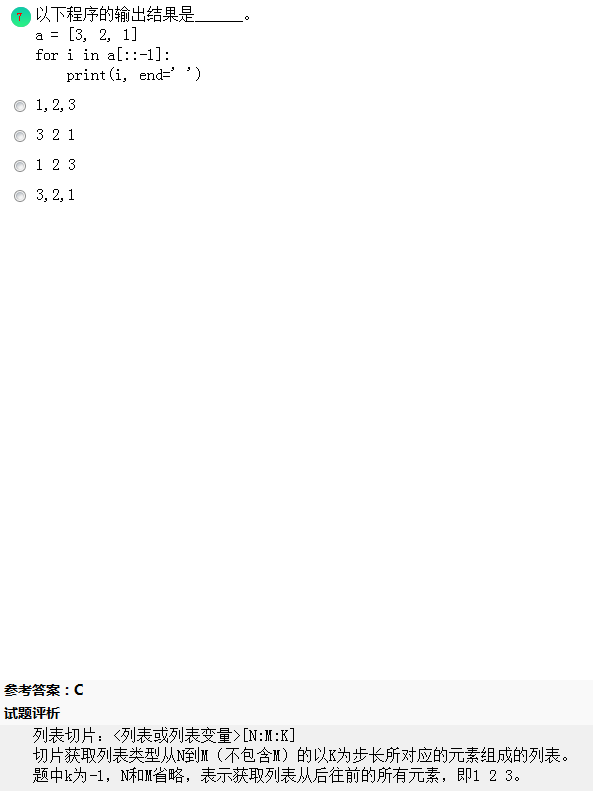 7 以下程序的输出结果是______。
a = [3, 2, 1]
for i in a[::-1]:
    print(i, end=' ')
1,2,3
3 2 1
1 2 3
3,2,1
参考答案：C
试题评析
列表切片：<列表或列表变量>[N:M:K]
切片获取列表类型从N到M（不包含M）的以K为步长所对应的元素组成的列表。
题中k为-1，N和M省略，表示获取列表从后往前的所有元素，即1 2 3。